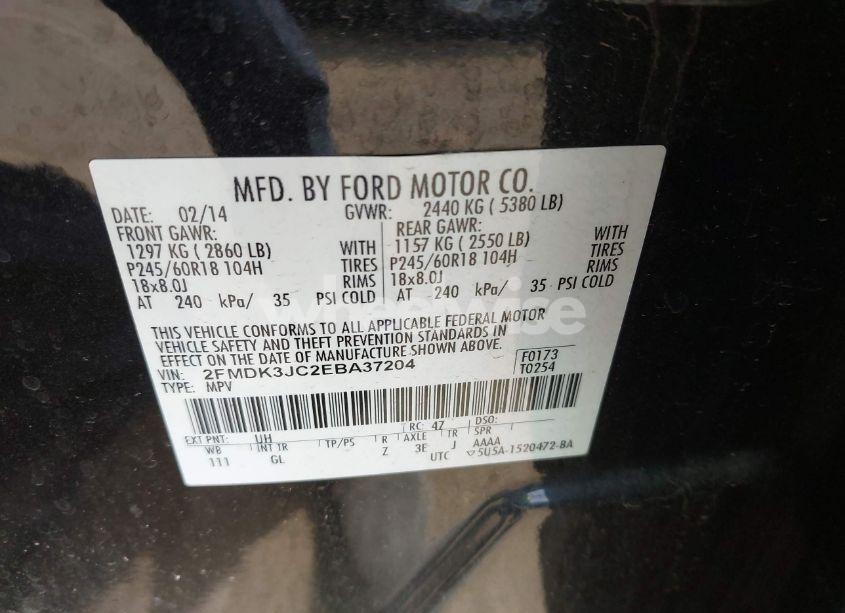 MFD. BY FORD MOTOR CO.
DATE: 02/14 GVWR: 2440 KG ( 5380 LB)
FRONT GAWR: REAR GAWR:
1297 KG ( 2860 LB) WITH 1157 KG ( 2550 LB) WITH
P245/60R18 104H TIRES P245/60R18 104H TIRES
18x8.0J RIMS 18x8.0J RIMS
AT 240 kPa/ 35 PSI COLD AT 240 kPa/ 35 PSI COLD
THIS VEHICLE CONFORMS TO ALL APPLICABLE FEDERAL MOTOR
VEHICLE SAFETY AND THEFT PREVENTION STANDARDS IN
EFFECT ON THE DATE OF MANUFACTURE SHOWN ABOVE.
VIN: 2FMDK3JC2EBA37204 F0173
TYPE: MPV T0254
RC: 47 DSO:
EXT PNT: UH
WB INT TR TP/PS R AXLE TR SPR
111 GL Z 3E J AAAA
UTC ▽5U5A-1520472-BA
wheelwise